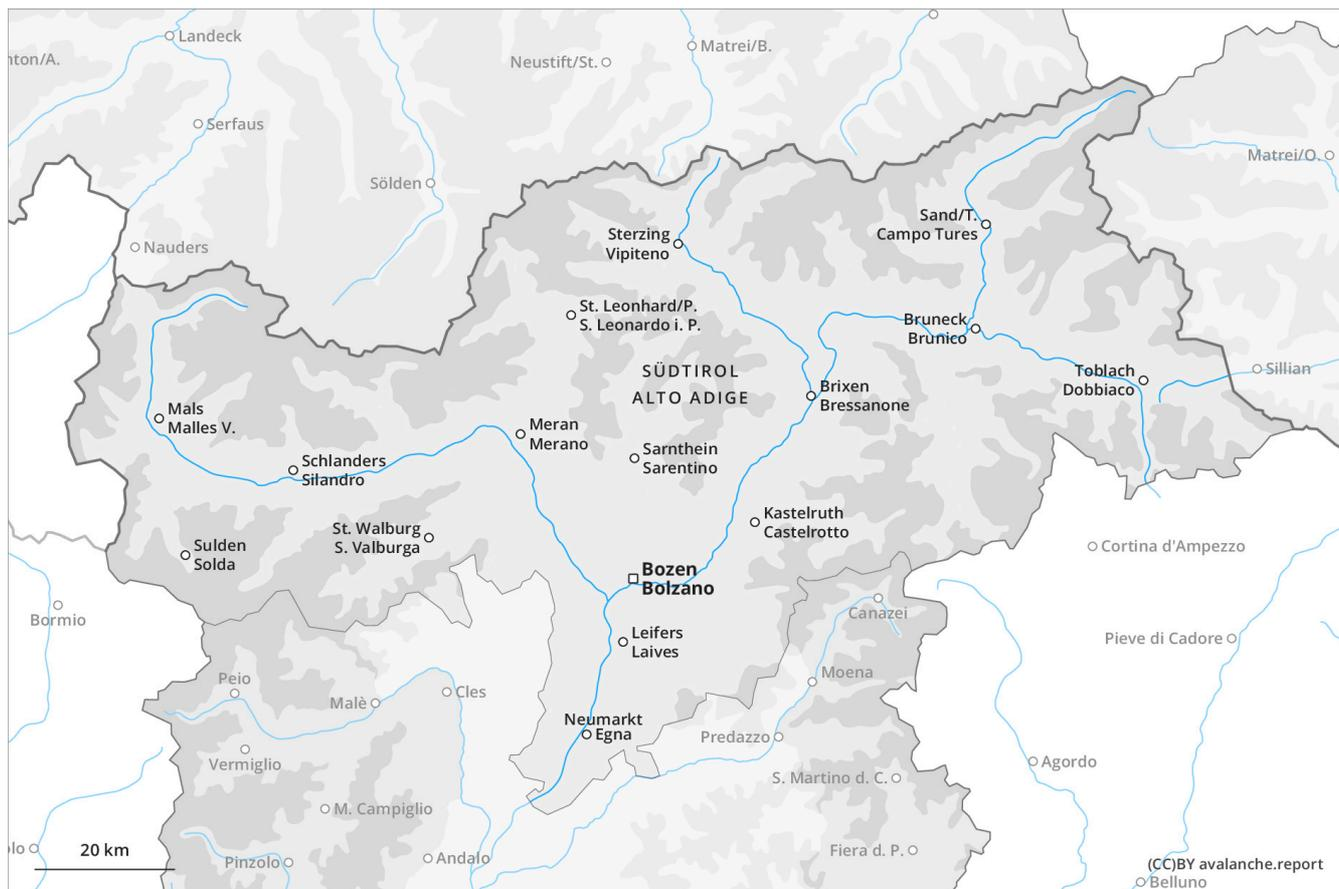 Landeck
nton/A.
Matrei/B.
Neustift/St.
Serfaus
Matrei/O.
Sölden
Nauders
Sand/T.
Campo Tures
Sterzing
Vipiteno
St. Leonhard/P.
S. Leonardo i. P.
Bruneck
Brunico
SÜDTIROL
ALTO ADIGE
Toblach
Dobbiaco
Sillian
Brixen
Bressanone
Mals
Malles V.
Meran
Merano
Sarnthein
Sarentino
Schlanders
Silandro
Kastelruth
Castelrotto
St. Walburg
S. Valburga
Sulden
Solda
Cortina d'Ampezzo
Bozen
Bolzano
Bormio
Canazei
Leifers
Laives
Pieve di Cadore
Peio
Moena
Malè
Cles
Neumarkt
Egna
Predazzo
Vermiglio
Agordo
S. Martino d. C.
M. Campiglio
20 km
olo
Pinzolo
Andalo
Fiera d. P.
(CC)BY avalanche.report
Belluno